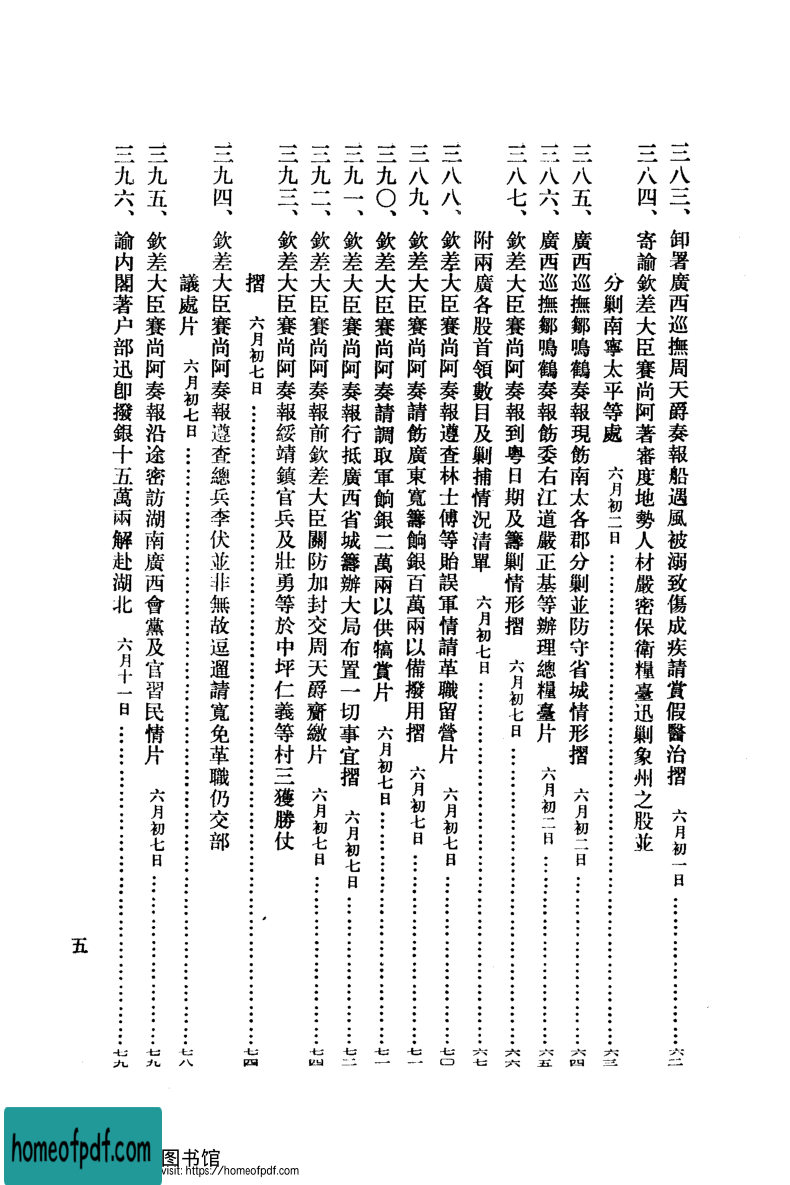 三八三、卸署廣西巡撫周天爵奏報船遇風被溺致傷成疾請賞假醫治摺 六月初一日……六二
三八四、寄諭欽差大臣賽尚阿著審度地勢人材嚴密保衛糧臺迅剿象州之股並
分剿南寧太平等處 六月初二日……六三
三八五、廣西巡撫鄒鳴鶴奏報現飭南太各郡分剿並防守省城情形摺 六月初二日……六四
三八六、廣西巡撫鄒鳴鶴奏報飭委右江道嚴正基等辦理總糧臺片 六月初二日……六五
三八七、欽差大臣賽尚阿奏報到粵日期及籌剿情形摺 六月初七日……六六
附兩廣各股首領數目及剿捕情況清單 六月初七日……六七
三八八、欽差大臣賽尚阿奏報遵查林士傅等貽誤軍情請革職留營片 六月初七日……七〇
三八九、欽差大臣賽尚阿奏請飭廣東寬籌餉銀百萬兩以備撥用摺 六月初七日……七一
三九〇、欽差大臣賽尚阿奏請調取軍餉銀二萬兩以供犒賞片 六月初七日……七一
三九一、欽差大臣賽尚阿奏報行抵廣西省城籌辦大局布置一切事宜摺 六月初七日……七二
三九二、欽差大臣賽尚阿奏報前欽差大臣關防加封交周天爵齎繳片 六月初七日……七四
三九三、欽差大臣賽尚阿奏報綏靖鎮官兵及壯勇等於中坪仁義等村三獲勝仗
摺 六月初七日……七四
三九四、欽差大臣賽尚阿奏報遵查總兵李伏並非無故逗遛請寬免革職仍交部
議處片 六月初七日……七八
三九五、欽差大臣賽尚阿奏報沿途密訪湖南廣西會黨及官習民情片 六月初七日……七九
三九六、諭內閣著户部迅卽撥銀十五萬兩解赴湖北 六月十一日……七九
五
homeofpdf.com
图书馆
visit: https://homeofpdf.com